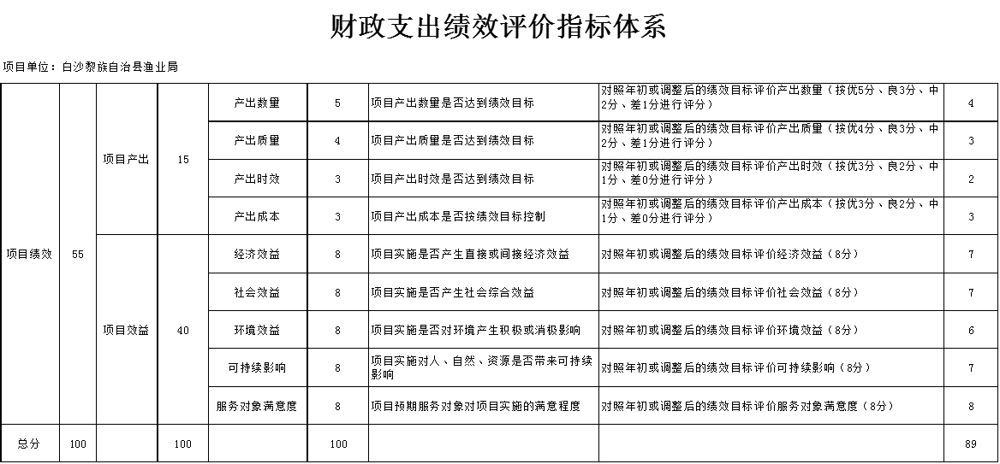 财政支出绩效评价指标体系
项目单位：白沙黎族自治县渔业局
项目绩效 55 项目产出 15 产出数量 5 项目产出数量是否达到绩效目标 对照年初或调整后的绩效目标评价产出数量（按优5分、良3分、中
2分、差1分进行评分） 4
产出质量 4 项目产出质量是否达到绩效目标 对照年初或调整后的绩效目标评价产出质量（按优4分、良3分、中
2分、差1分进行评分） 3
产出时效 3 项目产出时效是否达到绩效目标 对照年初或调整后的绩效目标评价产出时效（按优3分、良2分、中
1分、差0分进行评分） 2
产出成本 3 项目产出成本是否按绩效目标控制 对照年初或调整后的绩效目标评价产出成本（按优3分、良2分、中
1分、差0分进行评分） 3
项目效益 40 经济效益 8 项目实施是否产生直接或间接经济效益 对照年初或调整后的绩效目标评价经济效益（8分） 7
社会效益 8 项目实施是否产生社会综合效益 对照年初或调整后的绩效目标评价社会效益（8分） 7
环境效益 8 项目实施是否对环境产生积极或消极影响 对照年初或调整后的绩效目标评价环境效益（8分） 6
可持续影响 8 项目实施对人、自然、资源是否带来可持续
影响 对照年初或调整后的绩效目标评价可持续影响（8分） 7
服务对象满意度 8 项目预期服务对象对项目实施的满意程度 对照年初或调整后的绩效目标评价服务对象满意度（8分） 8
总分 100 100 100 89